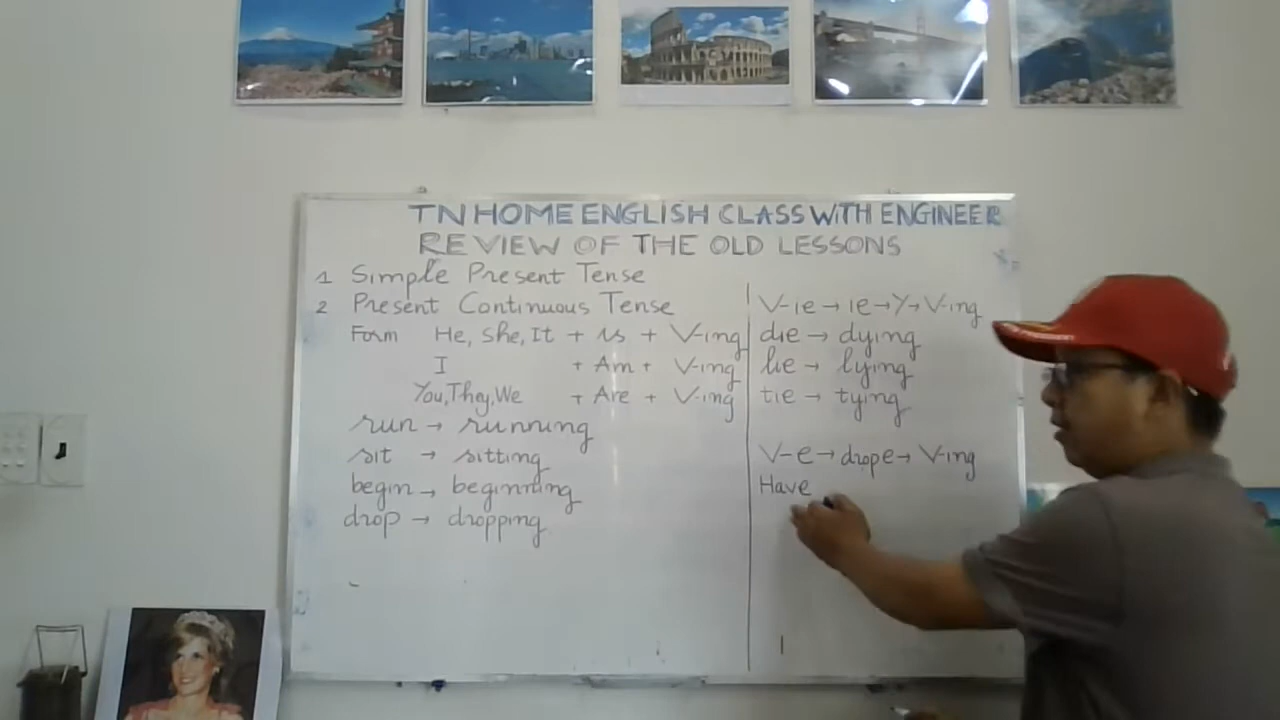 TN HOME ENGLISH CLASS WITH ENGINEER
REVIEW OF THE OLD LESSONS
1 Simple Present Tense
2 Present Continuous Tense
Form He, She, It + is + V-ing
I + Am + V-ing
You, They, We + Are + V-ing
run → running
sit → sitting
begin → beginning
drop → dropping
V-ie → ie → Y → V-ing
die → dying
lie → lying
tie → tying
V-e → drop e → V-ing
Have